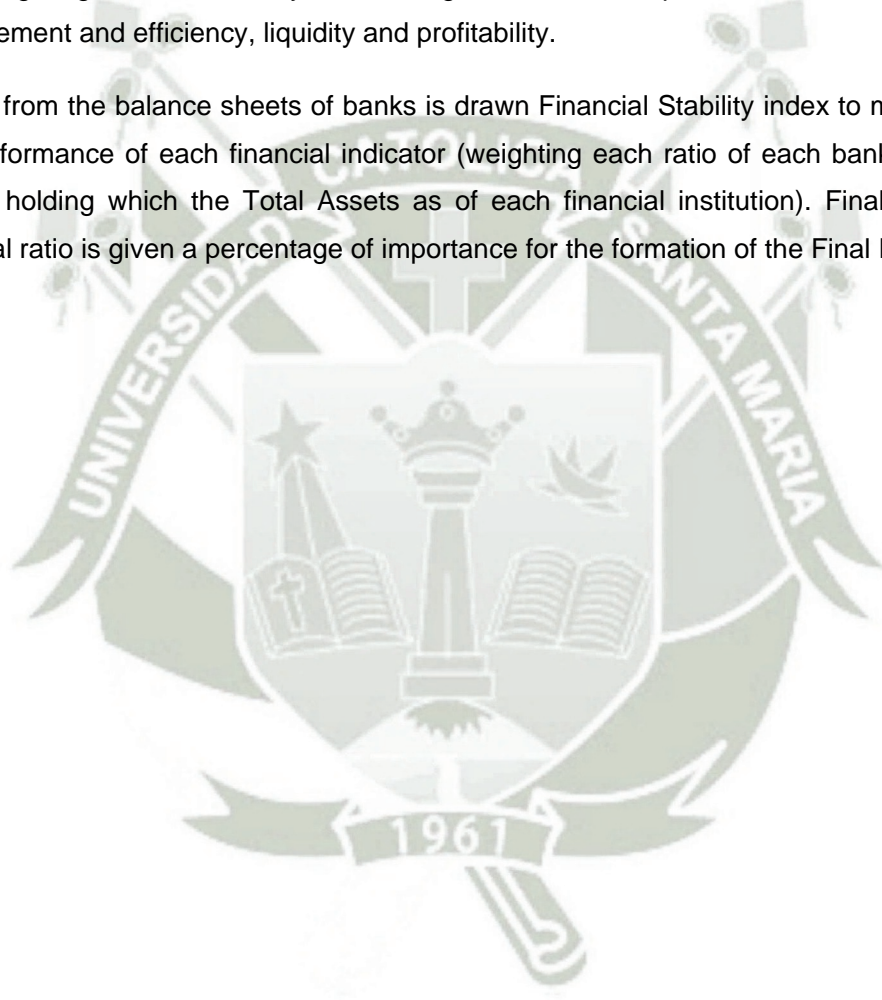 ement and efficiency, liquidity and profitability.
from the balance sheets of banks is drawn Financial Stability index to m
formance of each financial indicator (weighting each ratio of each bank
holding which the Total Assets as of each financial institution). Final
al ratio is given a percentage of importance for the formation of the Final
UNIVERSIDAD CATOLICA SANTA MARIA
1961